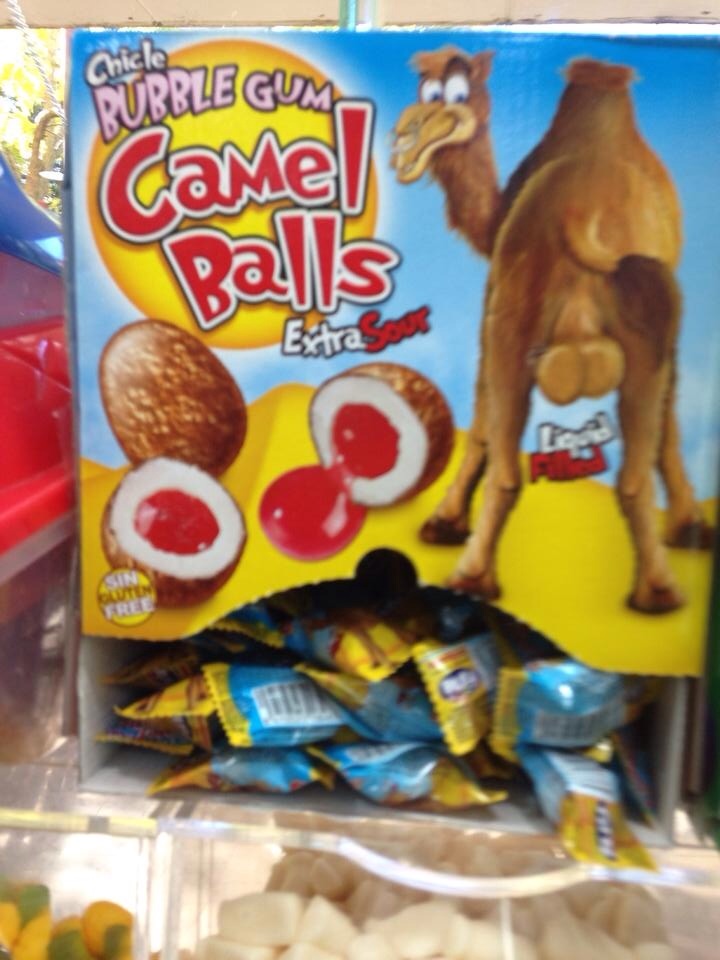 Chicle
BUBBLE GUM
Camel
Balls
Extra Sour
Liquid
Filled
SIN
GLUTEN
FREE